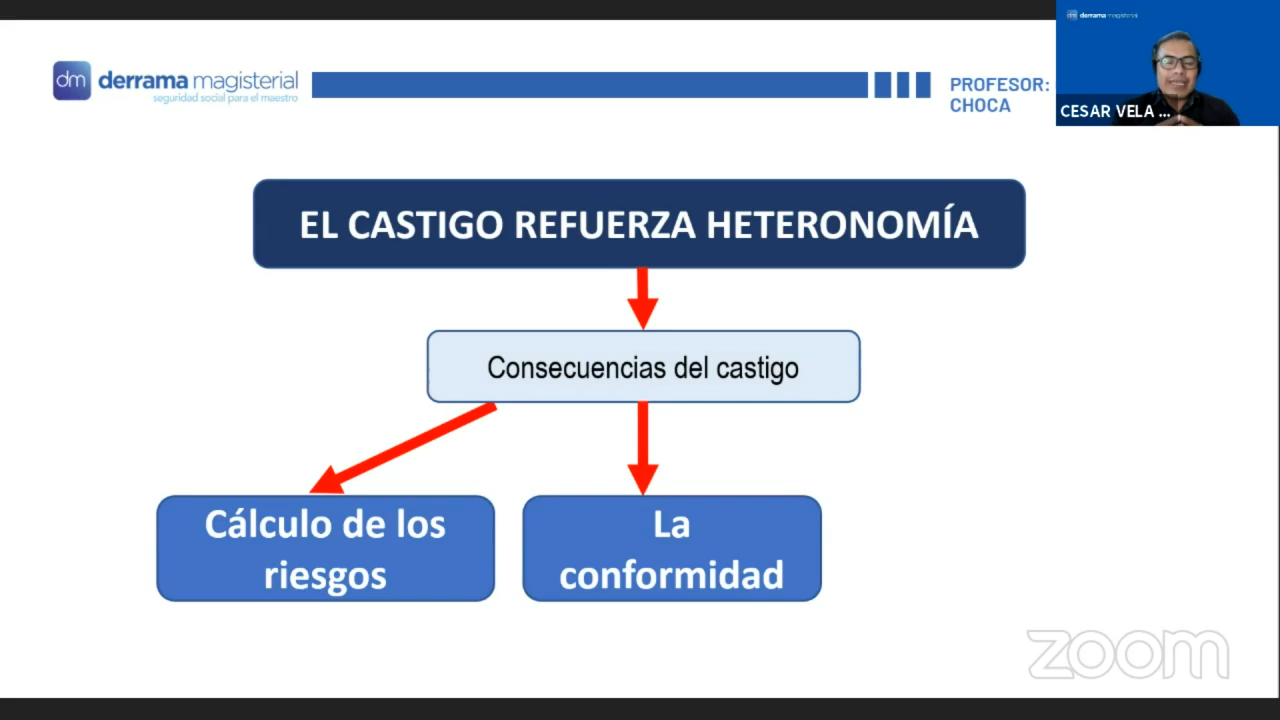 dm derrama magisterial
seguridad social para el maestro
PROFESOR:
CHOCA
dm derrama magisterial
CESAR VELA ...
EL CASTIGO REFUERZA HETERONOMÍA
Consecuencias del castigo
Cálculo de los
riesgos
La
conformidad
zoom